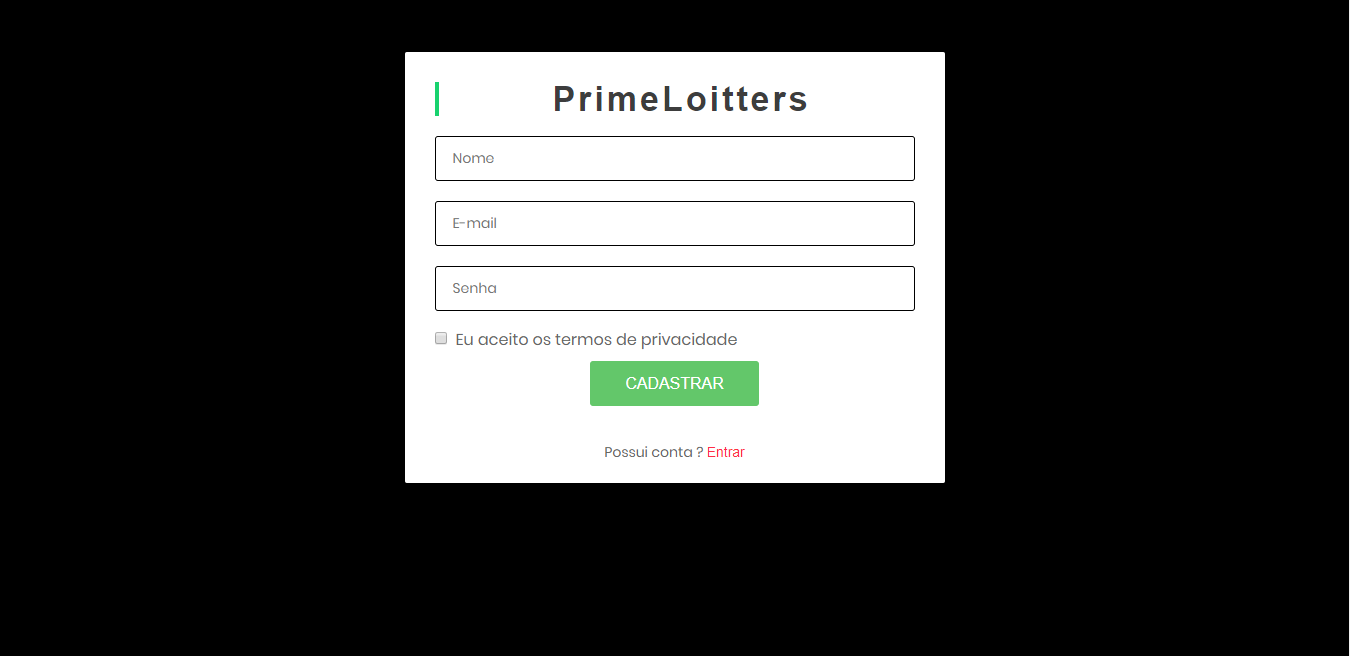 PrimeLoitters
Nome
E-mail
Senha
Eu aceito os termos de privacidade
CADASTRAR
Possui conta ? Entrar